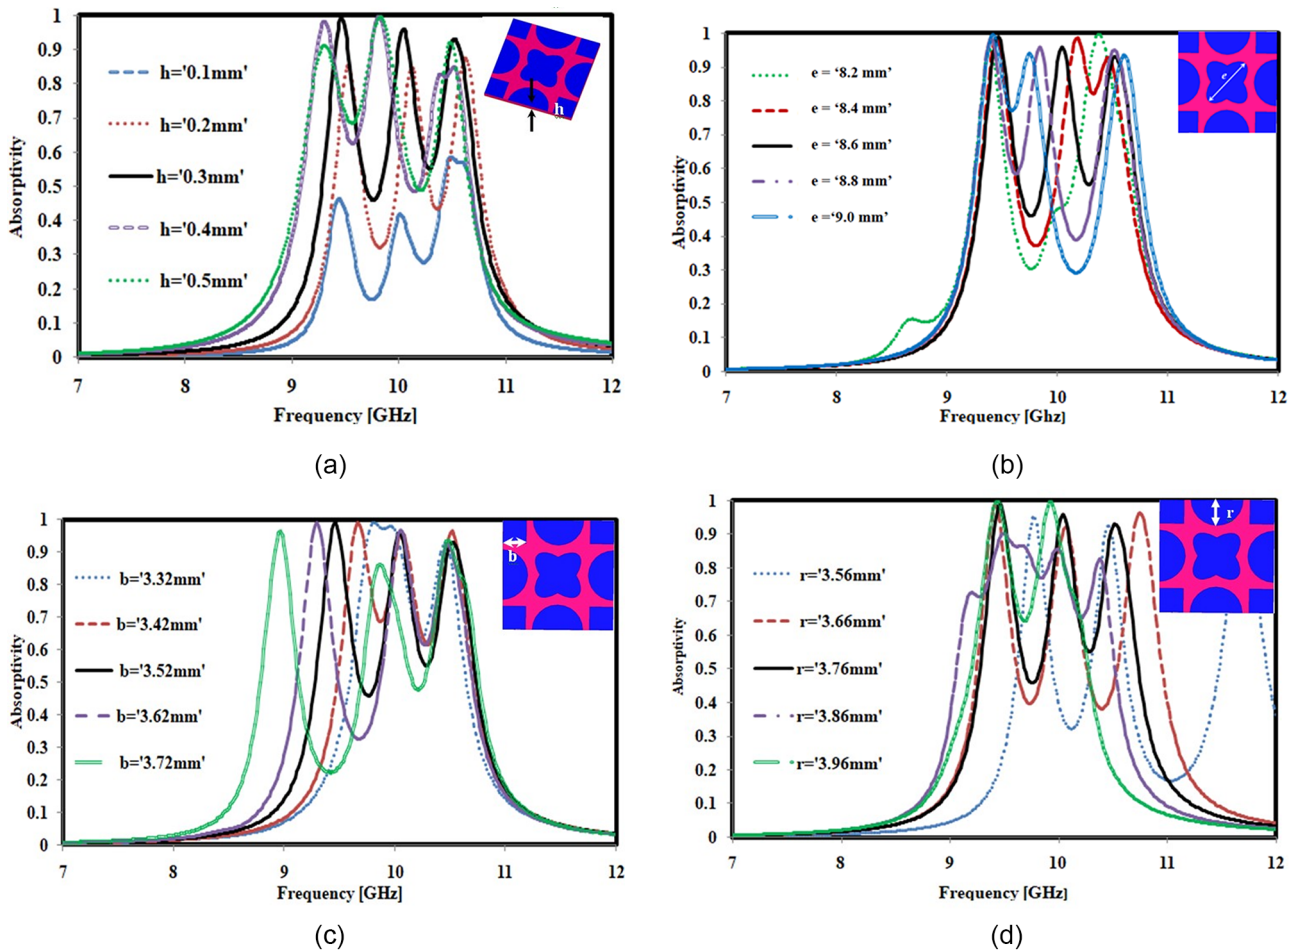 1
0.9
0.8
0.7
0.6
0.5
0.4
0.3
0.2
0.1
0
Absorptivity
h='0.1mm'
h='0.2mm'
h='0.3mm'
h='0.4mm'
h='0.5mm'
h
7 8 9 10 11 12
Frequency [GHz]
(a)
1
0.9
0.8
0.7
0.6
0.5
0.4
0.3
0.2
0.1
0
Absorptivity
e = ‘8.2 mm’
e = ‘8.4 mm’
e = ‘8.6 mm’
e = ‘8.8 mm’
e =‘9.0 mm’
e
7 8 9 10 11 12
Frequency [Ghz]
(b)
1
0.9
0.8
0.7
0.6
0.5
0.4
0.3
0.2
0.1
0
Absorptivity
b='3.32mm'
b='3.42mm'
b='3.52mm'
b='3.62mm'
b='3.72mm'
b
7 8 9 10 11 12
Frequency [GHz]
(c)
1
0.9
0.8
0.7
0.6
0.5
0.4
0.3
0.2
0.1
0
Absorptivity
r='3.56mm'
r='3.66mm'
r='3.76mm'
r='3.86mm'
r='3.96mm'
r
7 8 9 10 11 12
Frequency [GHz]
(d)